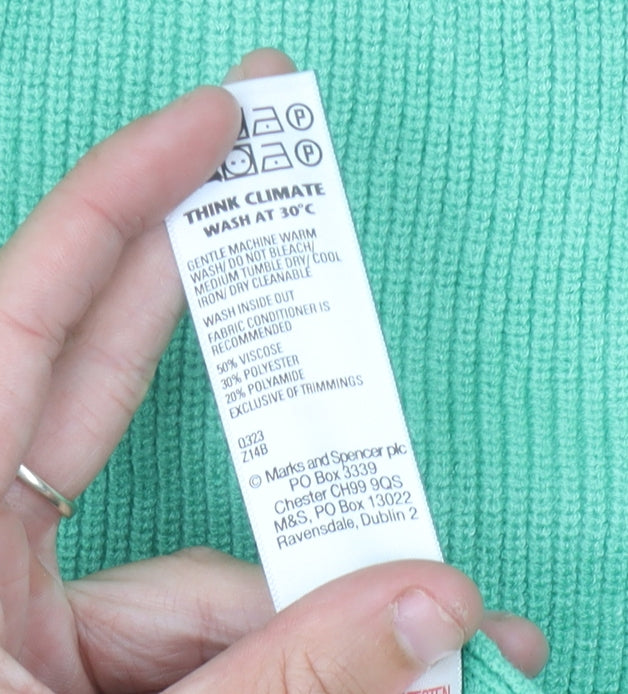 P
P
THINK CLIMATE
WASH AT 30°C
GENTLE MACHINE WARM
WASH/ DO NOT BLEACH/
MEDIUM TUMBLE DRY/ COOL
IRON/ DRY CLEANABLE
WASH INSIDE OUT
FABRIC CONDITIONER IS
RECOMMENDED
50% VISCOSE
30% POLYESTER
20% POLYAMIDE
EXCLUSIVE OF TRIMMINGS
0323
Z14B
© Marks and Spencer plc
PO Box 3339
Chester CH99 9QS
M&S, PO Box 13022
Ravensdale, Dublin 2